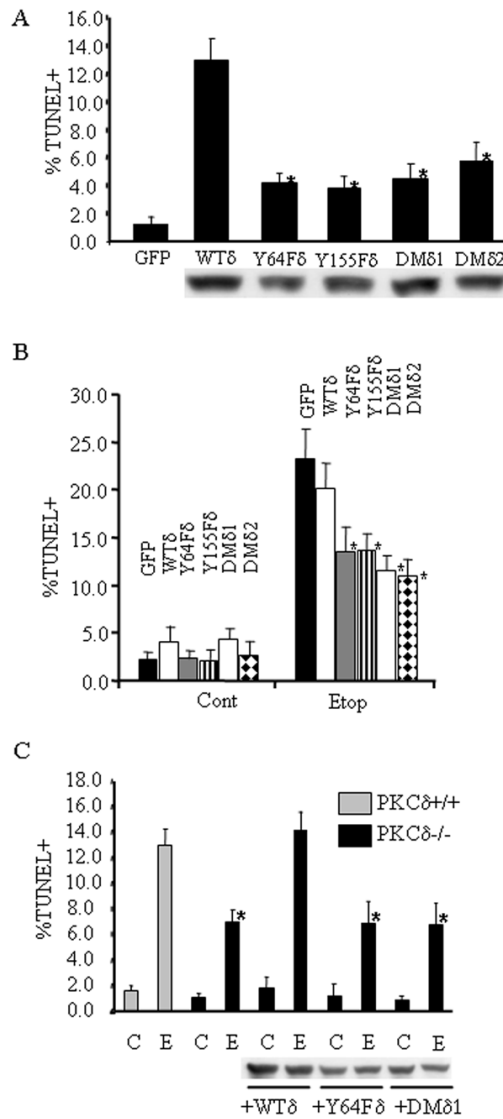 A
% TUNEL+
16.0
14.0
12.0
10.0
8.0
6.0
4.0
2.0
0
* * * *
GFP WTδ Y64Fδ Y155Fδ DMδ1 DMδ2
B
%TUNEL+
30.0
25.0
20.0
15.0
10.0
5.0
0.0
GFP
WTδ
Y64Fδ
Y155Fδ
DMδ1
DMδ2
GFP
WTδ
Y64Fδ
Y155Fδ
DMδ1
DMδ2
* * * *
Cont Etop
C
%TUNEL+
18.0
16.0
14.0
12.0
10.0
8.0
6.0
4.0
2.0
0.0
PKCδ+/+
PKCδ-/-
* * *
C E C E C E C E C E
+WTδ +Y64Fδ +DMδ1